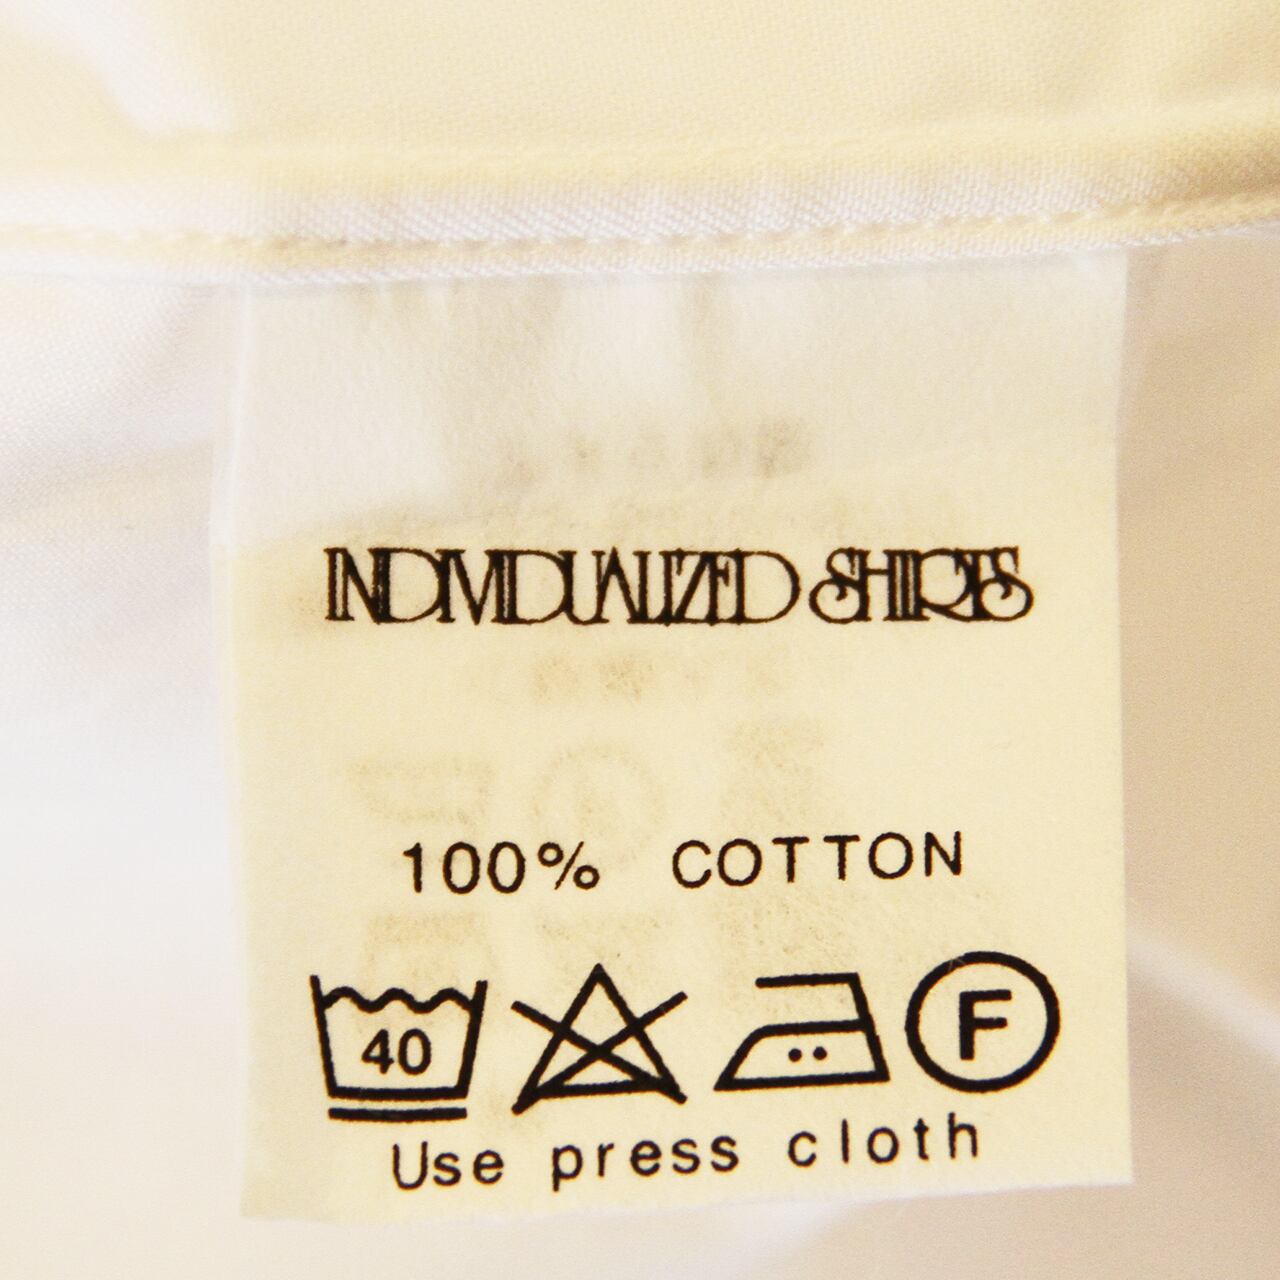 INDIVIDUALIZED SHIRTS
100% COTTON
40 F
Use press cloth